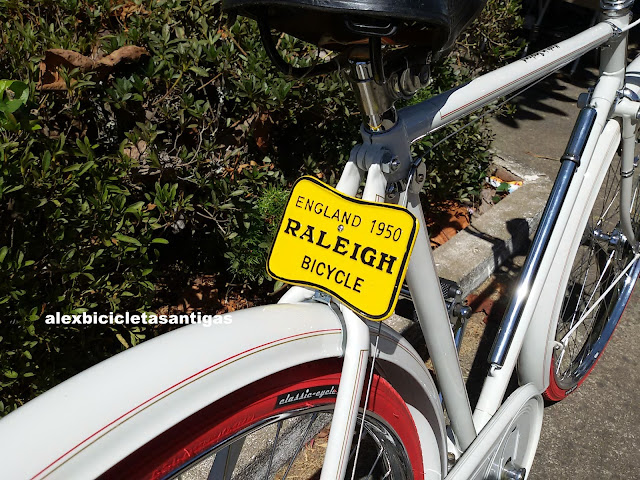 ENGLAND 1950
RALEIGH
BICYCLE
alexbicicletasantigas
classic-cycle